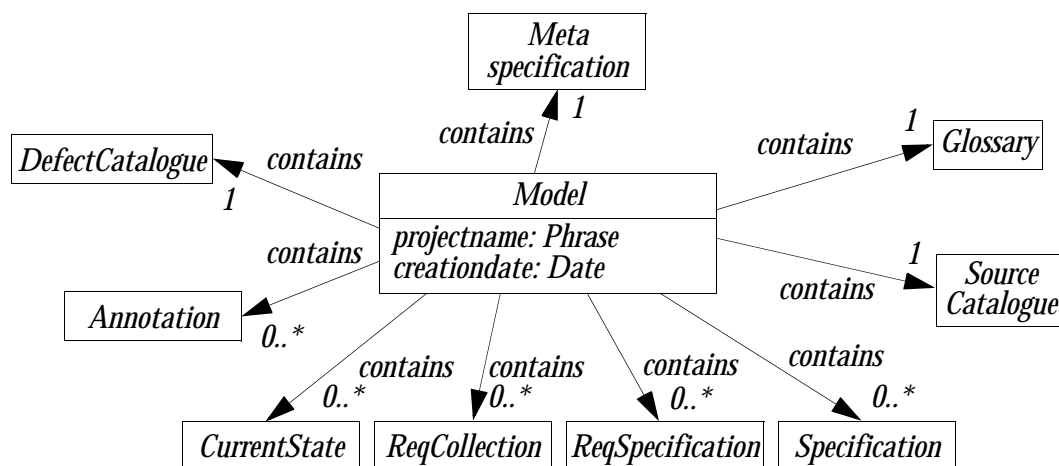 Meta
specification
1
contains
DefectCatalogue
contains
1
contains
1
Glossary
Model
projectname: Phrase
creationdate: Date
contains
Annotation
0..*
1
contains
Source
Catalogue
contains
0..*
CurrentState
contains
0..*
ReqCollection
contains
0..*
ReqSpecification
contains
0..*
Specification